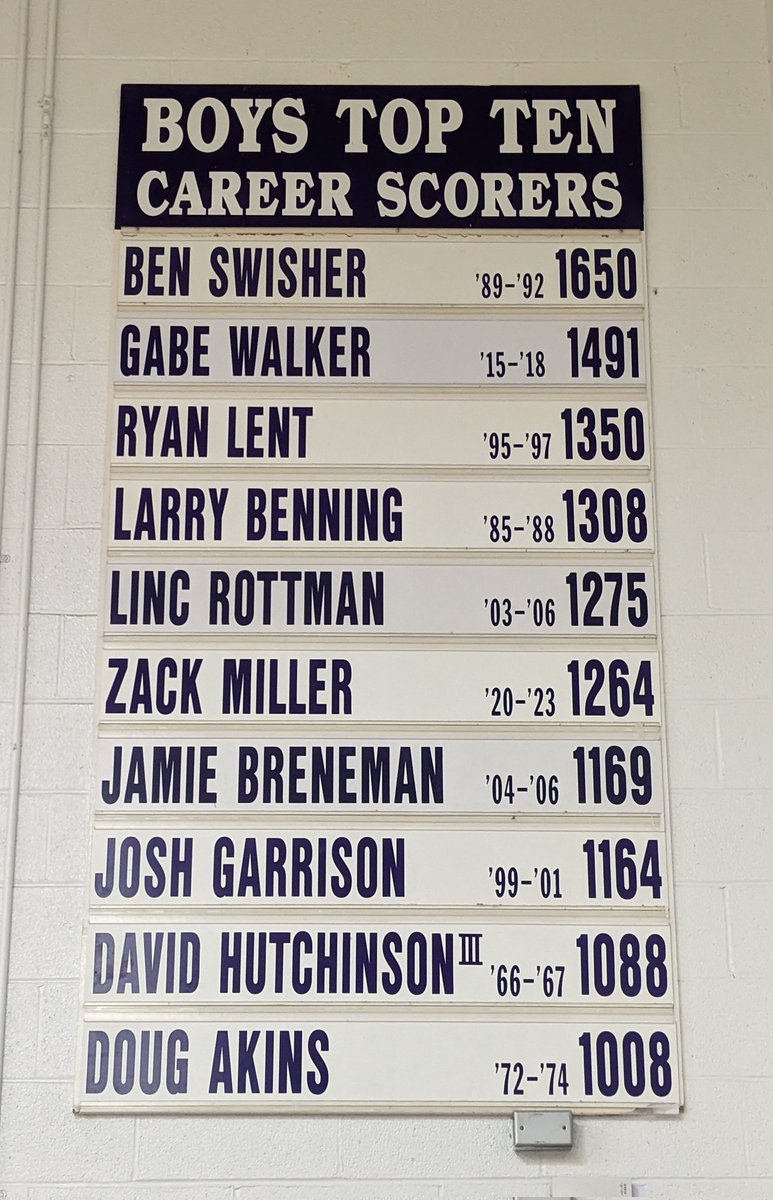 BOYS TOP TEN
CAREER SCORERS
BEN SWISHER '89-'92 1650
GABE WALKER '15-'18 1491
RYAN LENT '95-'97 1350
LARRY BENNING '85-'88 1308
LINC ROTTMAN '03-'06 1275
ZACK MILLER '20-'23 1264
JAMIE BRENEMAN '04-'06 1169
JOSH GARRISON '99-'01 1164
DAVID HUTCHINSON III '66-'67 1088
DOUG AKINS '72-'74 1008